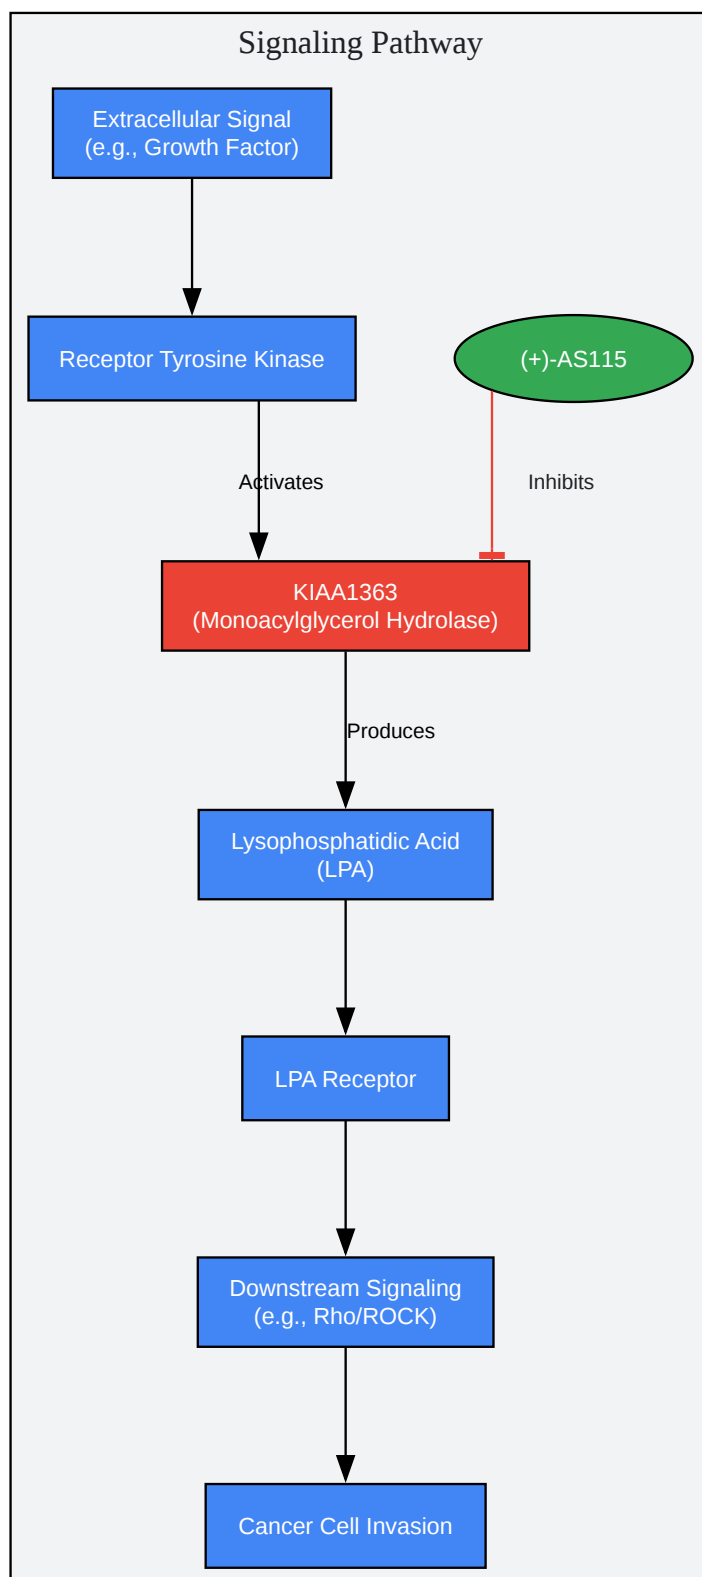 Signaling Pathway
Extracellular Signal
(e.g., Growth Factor)
Receptor Tyrosine Kinase
(+)-AS115
Activates
Inhibits
KIAA1363
(Monoacylglycerol Hydrolase)
Produces
Lysophosphatidic Acid
(LPA)
LPA Receptor
Downstream Signaling
(e.g., Rho/ROCK)
Cancer Cell Invasion